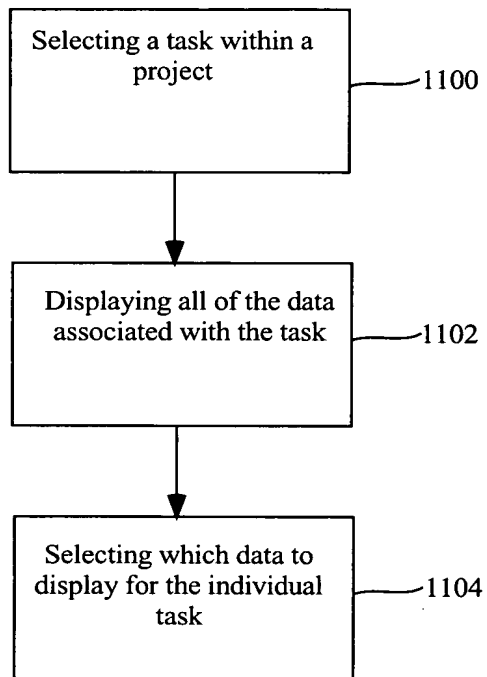 Selecting a task within a
project
1100
Displaying all of the data
associated with the task
1102
Selecting which data to
display for the individual
task
1104